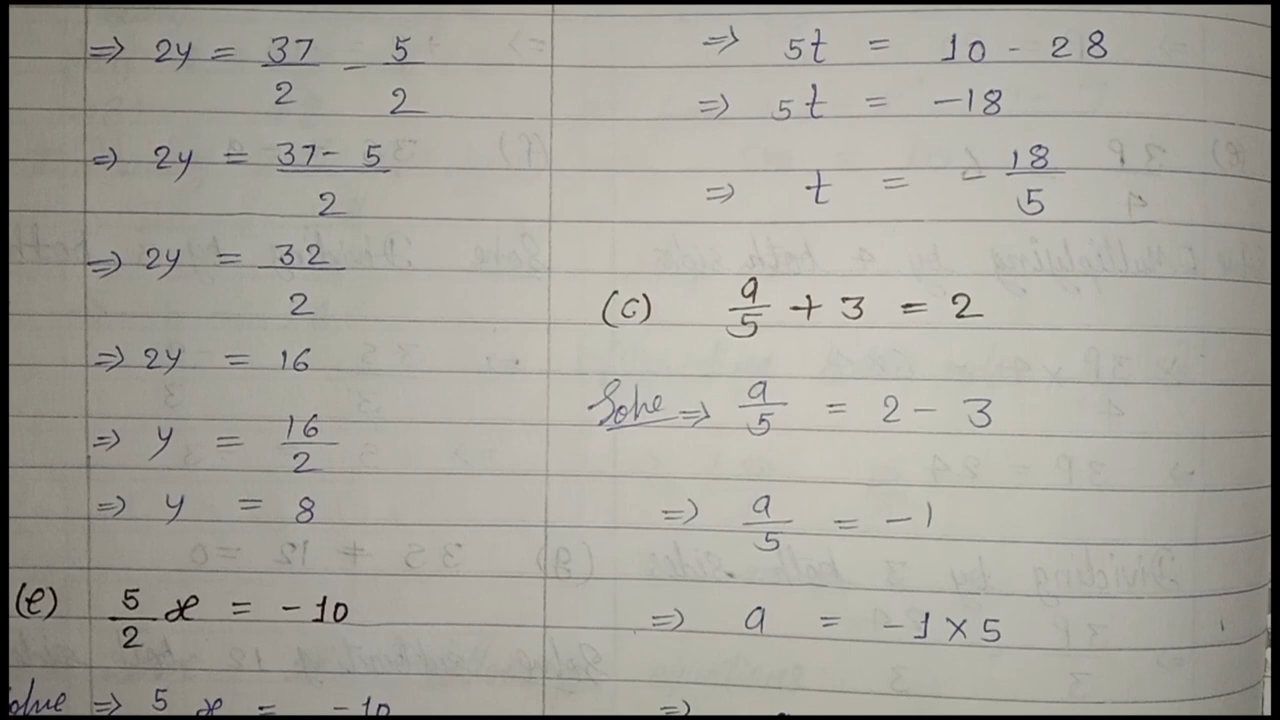 ⇒ 2y = 37/2 - 5/2
⇒ 2y = 37- 5/2
⇒ 2y = 32/2
⇒ 2y = 16
⇒ y = 16/2
⇒ y = 8
(e) 5/2 x = -10
⇒ 5 x = -10
⇒ 5t = 10 - 28
⇒ 5t = -18
⇒ t = - 18/5
(c) a/5 + 3 = 2
Solve ⇒ a/5 = 2 - 3
⇒ a/5 = -1
⇒ a = -1 × 5
⇒